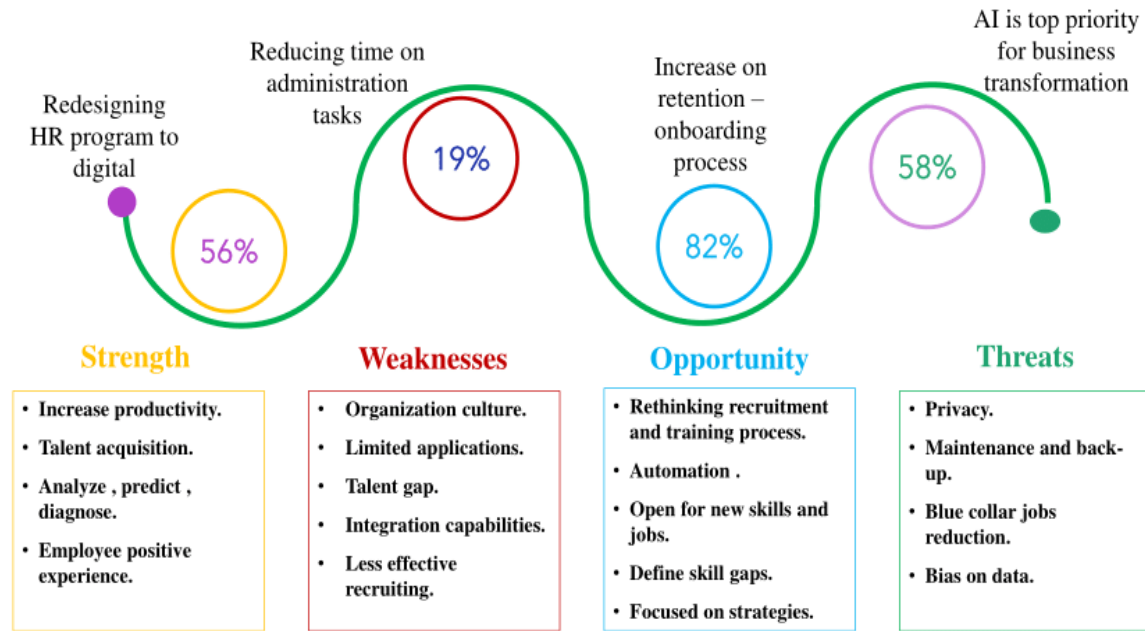 Redesigning
HR program to
digital
56%
Reducing time on
administration
tasks
19%
Increase on
retention –
onboarding
process
82%
AI is top priority
for business
transformation
58%
Strength
• Increase productivity.
• Talent acquisition.
• Analyze , predict ,
diagnose.
• Employee positive
experience.
Weaknesses
• Organization culture.
• Limited applications.
• Talent gap.
• Integration capabilities.
• Less effective
recruiting.
Opportunity
• Rethinking recruitment
and training process.
• Automation .
• Open for new skills and
jobs.
• Define skill gaps.
• Focused on strategies.
Threats
• Privacy.
• Maintenance and back-
up.
• Blue collar jobs
reduction.
• Bias on data.